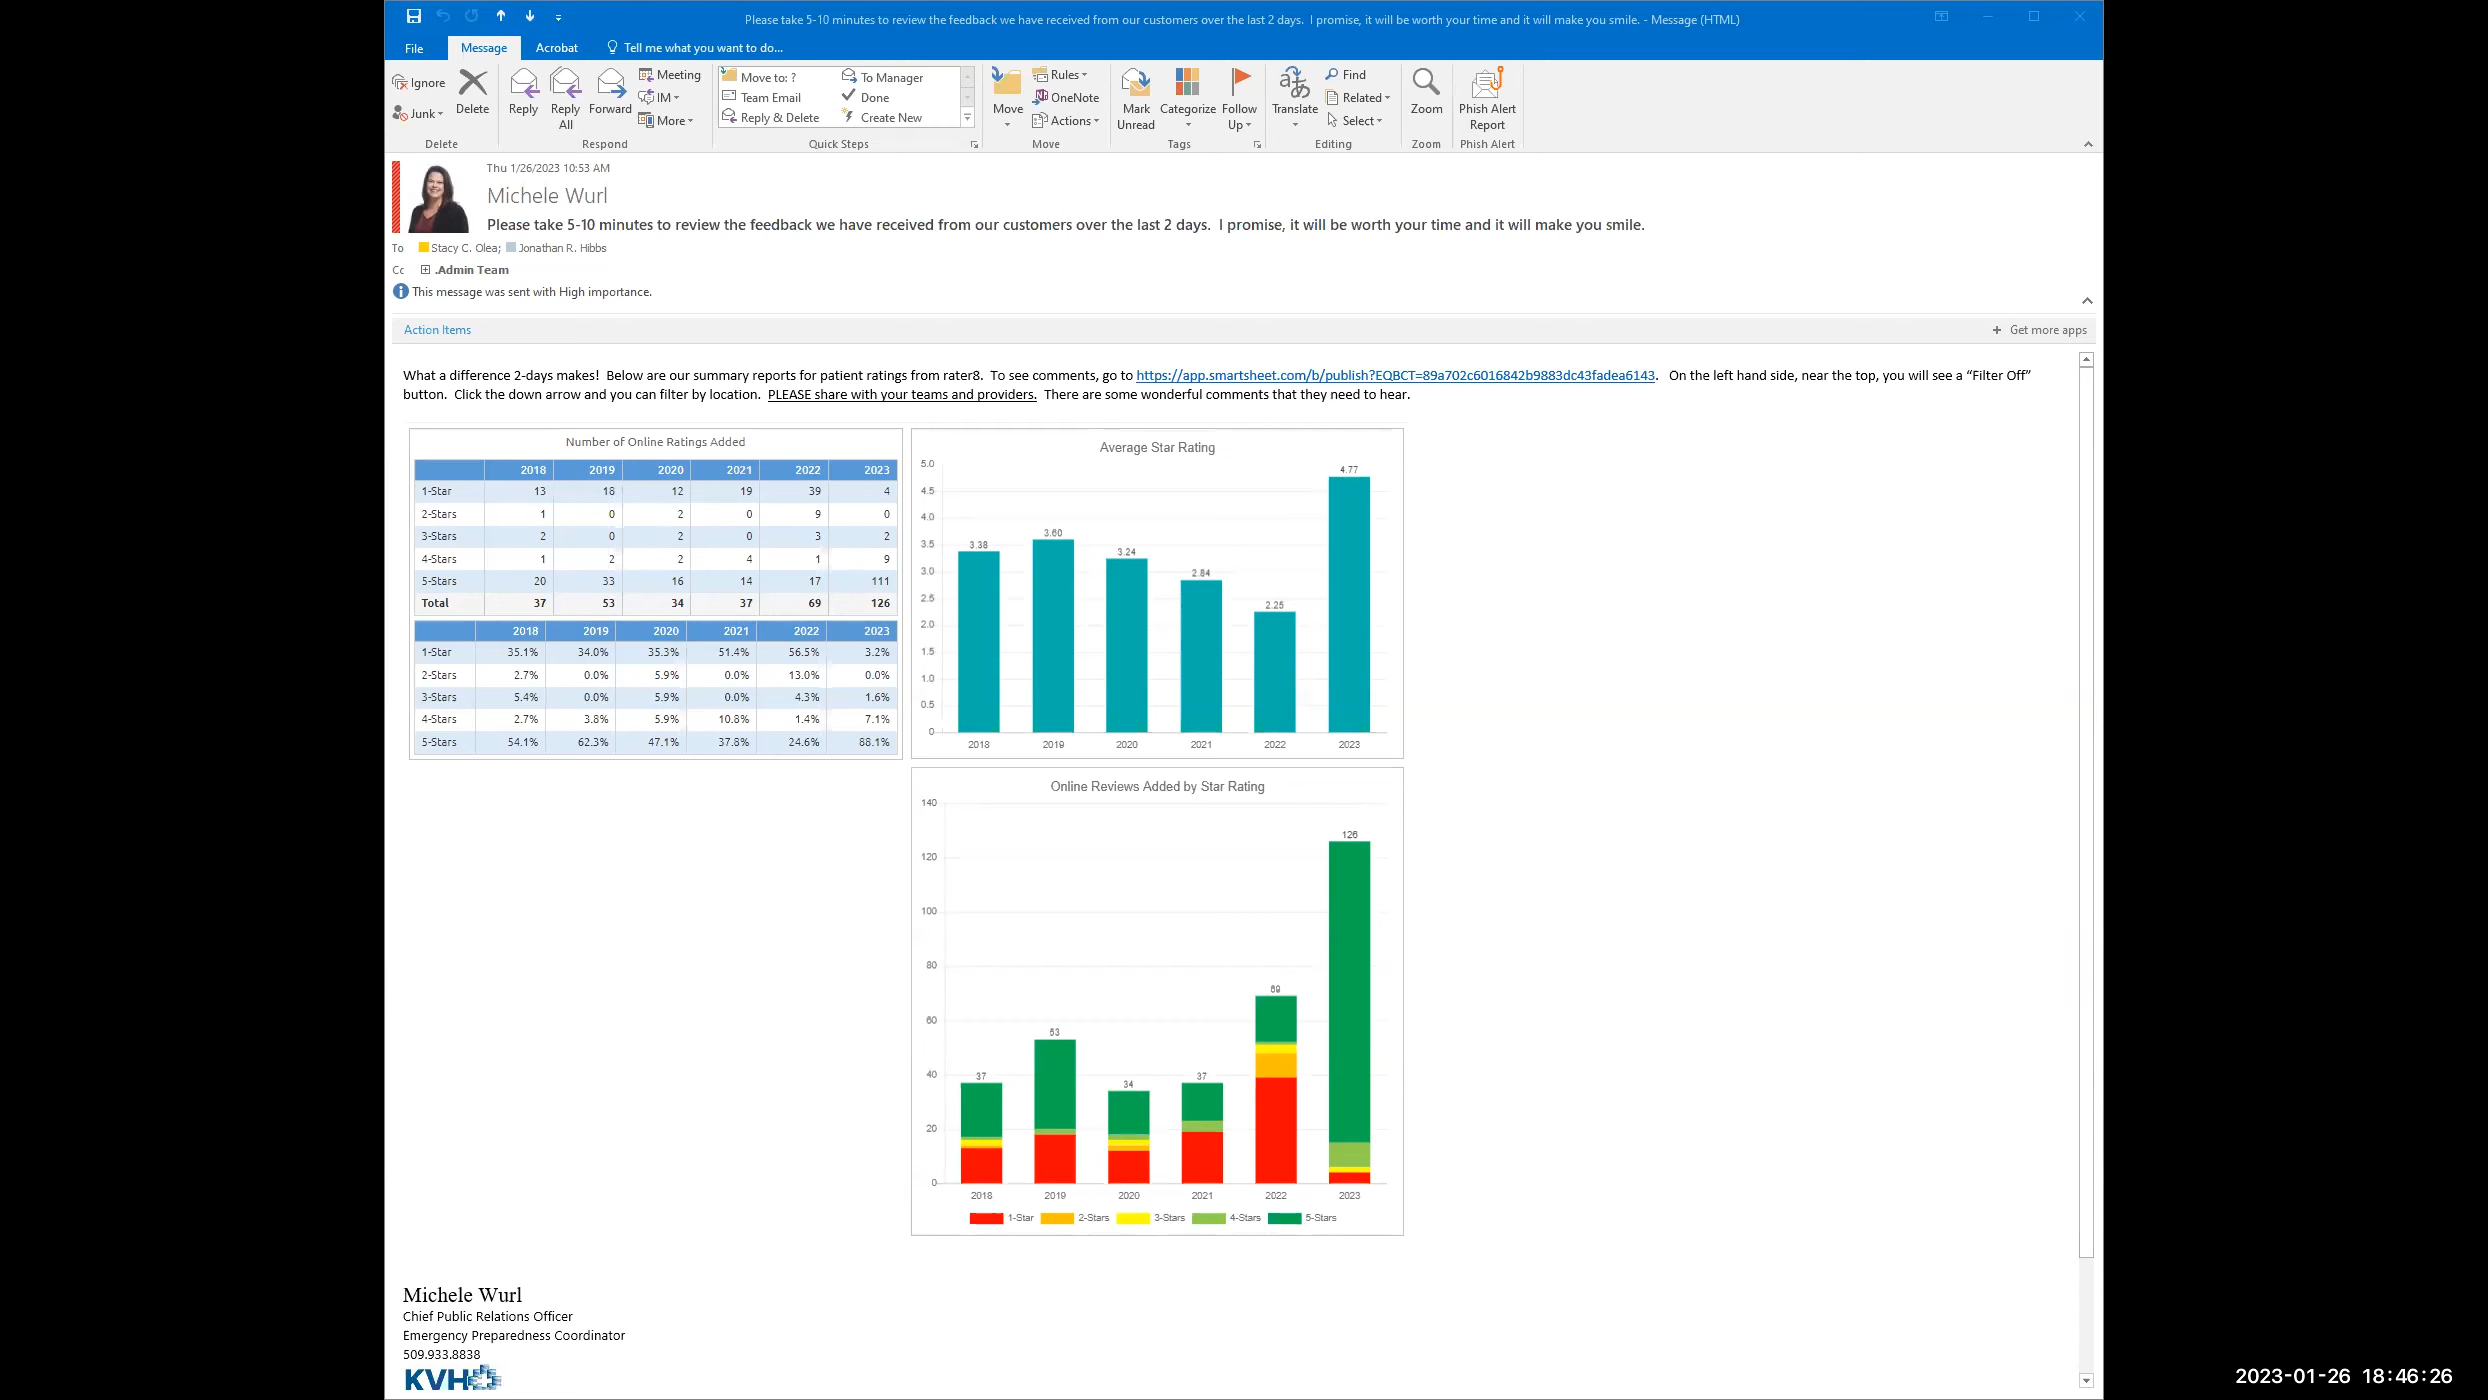 Please take 5-10 minutes to review the feedback we have received from our customers over the last 2 days.  I promise, it will be worth your time and it will make you smile. - Message (HTML)
File Message Acrobat Tell me what you want to do...
Ignore
Junk
Delete
Reply
Reply All
Forward
Meeting
IM
More
Move to: ?
Team Email
Reply & Delete
To Manager
Done
Create New
Move
Rules
OneNote
Actions
Mark Unread
Categorize
Follow Up
Translate
Find
Related
Select
Zoom
Phish Alert Report
Delete Respond Quick Steps Move Tags Editing Zoom Phish Alert
Thu 1/26/2023 10:53 AM
Michele Wurl
Please take 5-10 minutes to review the feedback we have received from our customers over the last 2 days.  I promise, it will be worth your time and it will make you smile.
To Stacy C. Olea; Jonathan R. Hibbs
Cc .Admin Team
This message was sent with High importance.
Action Items + Get more apps
What a difference 2-days makes!  Below are our summary reports for patient ratings from rater8.  To see comments, go to https://app.smartsheet.com/b/publish?EQBCT=89a702c6016842b9883dc43fadea6143.   On the left hand side, near the top, you will see a “Filter Off”
button.  Click the down arrow and you can filter by location.  PLEASE share with your teams and providers.  There are some wonderful comments that they need to hear.
Number of Online Ratings Added
2018 2019 2020 2021 2022 2023
1-Star 13 18 12 19 39 4
2-Stars 1 0 2 0 9 0
3-Stars 2 0 2 0 3 2
4-Stars 1 2 2 4 1 9
5-Stars 20 33 16 14 17 111
Total 37 53 34 37 69 126
2018 2019 2020 2021 2022 2023
1-Star 35.1% 34.0% 35.3% 51.4% 56.5% 3.2%
2-Stars 2.7% 0.0% 5.9% 0.0% 13.0% 0.0%
3-Stars 5.4% 0.0% 5.9% 0.0% 4.3% 1.6%
4-Stars 2.7% 3.8% 5.9% 10.8% 1.4% 7.1%
5-Stars 54.1% 62.3% 47.1% 37.8% 24.6% 88.1%
Average Star Rating
5.0
4.5
4.0
3.5
3.0
2.5
2.0
1.5
1.0
0.5
0
3.38 3.60 3.24 2.84 2.25 4.77
2018 2019 2020 2021 2022 2023
Online Reviews Added by Star Rating
140
120
100
80
60
40
20
0
37 53 34 37 69 126
2018 2019 2020 2021 2022 2023
1-Star 2-Stars 3-Stars 4-Stars 5-Stars
Michele Wurl
Chief Public Relations Officer
Emergency Preparedness Coordinator
509.933.8838
KVH
2023-01-26 18:46:26